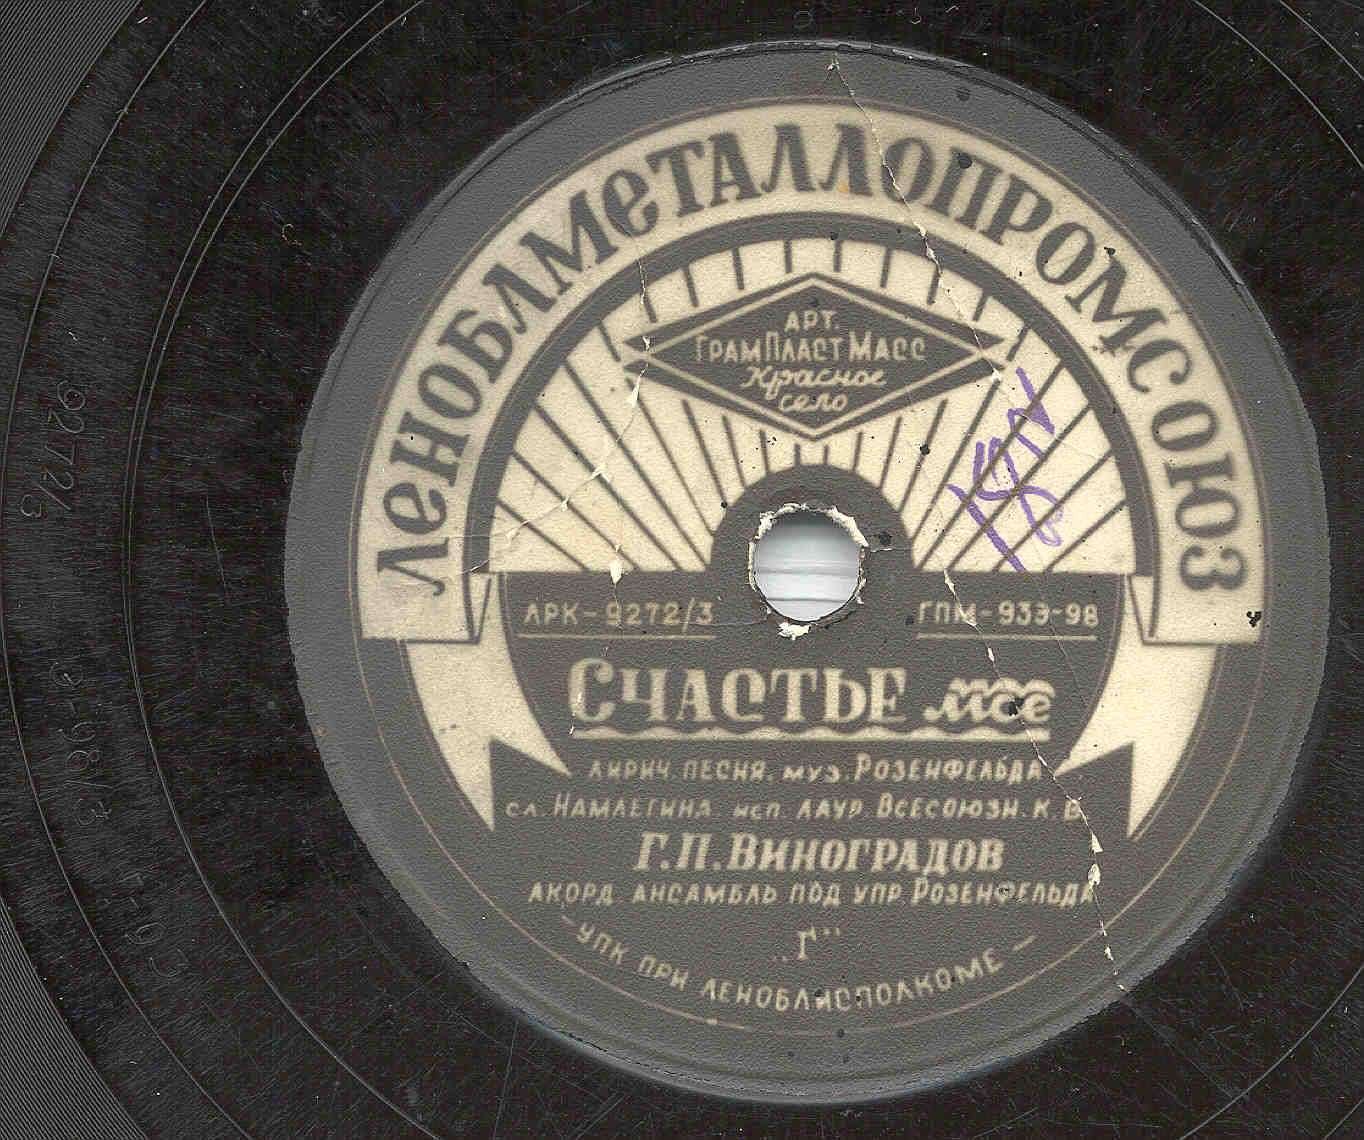 ЛЕНОБЛМЕТАЛЛОПРОМСОЮЗ
АРТ.
ГРАМПЛАСТМАСС
Красное
село
АРК-9272/3
ГПМ-93Э-98
СЧАСТЬЕ мое
ЛИРИЧ. ПЕСНЯ. МУЗ. РОЗЕНФЕЛЬДА
СЛ. НАМЛЕГИНА. ИСП. ЛАУР. ВСЕСОЮЗН. К. В
Г.П.ВИНОГРАДОВ
АКОРД. АНСАМБЛЬ ПОД УПР РОЗЕНФЕЛЬДА
„Г“
УПК ПРИ ЛЕНОБЛИСПОЛКОМЕ
9272/3